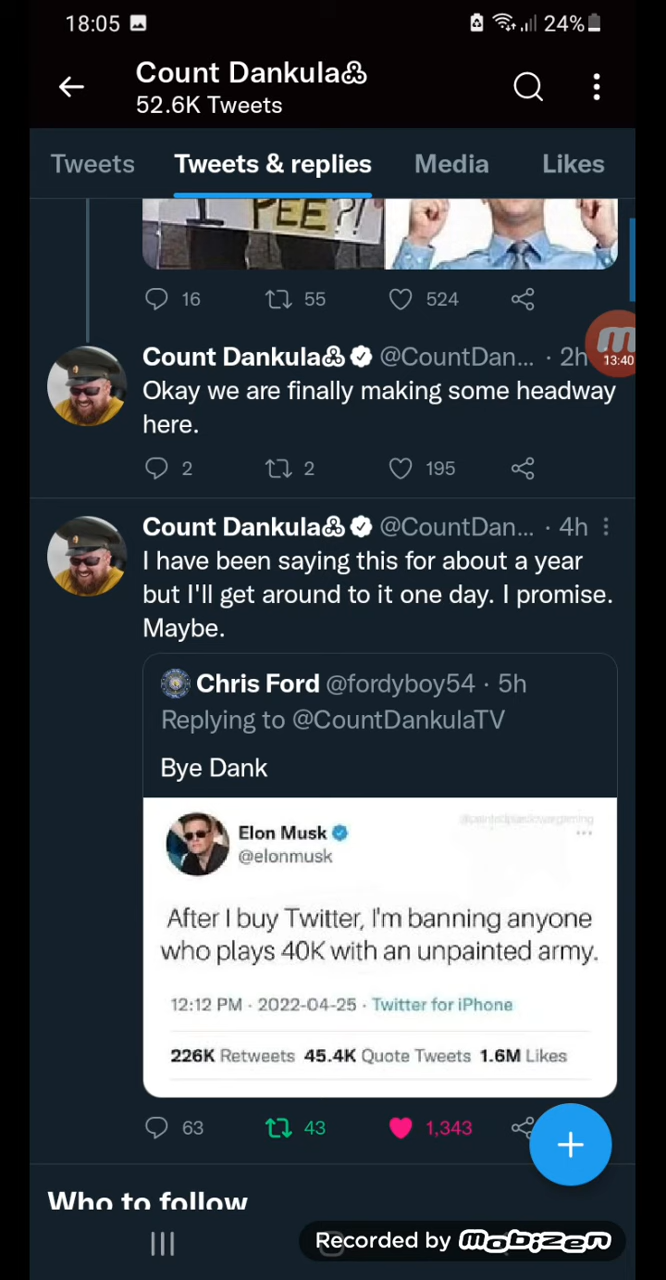 18:05 24%
Count Dankula
52.6K Tweets
Tweets Tweets & replies Media Likes
I PEE?!
16 55 524
Count Dankula @CountDan... · 2h
13:40
Okay we are finally making some headway
here.
2 2 195
Count Dankula @CountDan... · 4h
I have been saying this for about a year
but I'll get around to it one day. I promise.
Maybe.
Chris Ford @fordyboy54 · 5h
Replying to @CountDankulaTV
Bye Dank
Elon Musk
@elonmusk
After I buy Twitter, I'm banning anyone
who plays 40K with an unpainted army.
12:12 PM · 2022-04-25 · Twitter for iPhone
226K Retweets 45.4K Quote Tweets 1.6M Likes
63 43 1,343
Who to follow
Recorded by mobizen